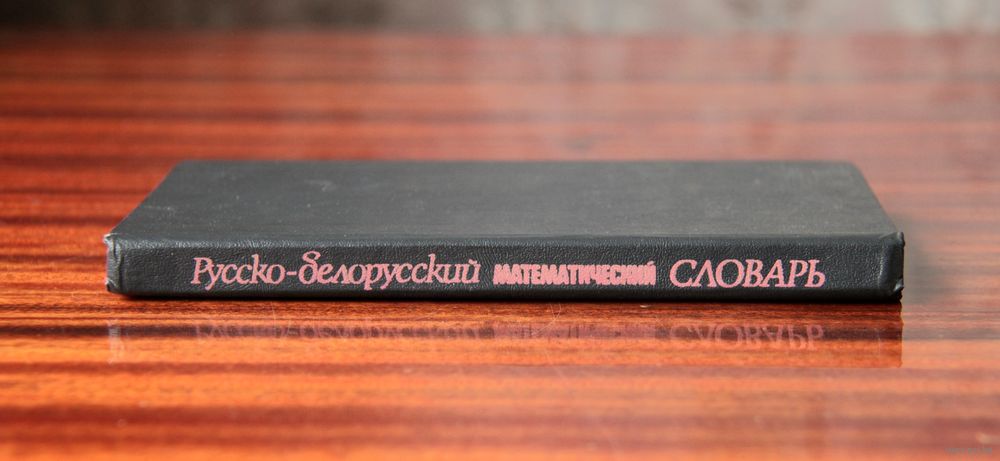 Русско-белорусский МАТЕМАТИЧЕСКИЙ СЛОВАРЬ